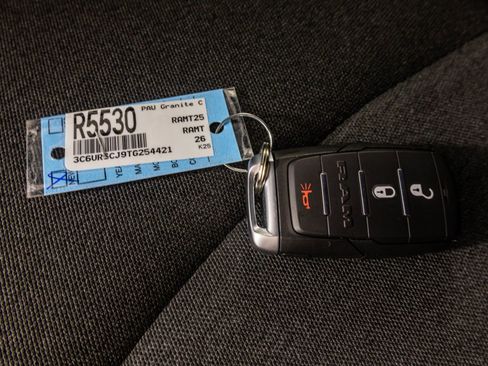 R5530
PAU Granite C
RAMT25
RAMT
26
K25
3C6UR5CJ9TG254421
RAM